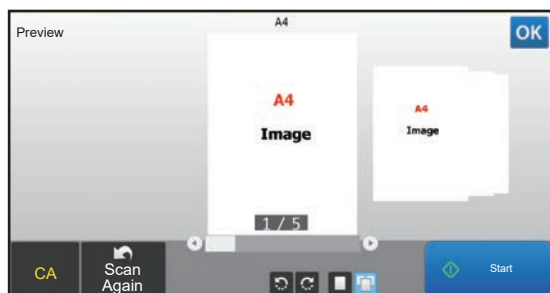 Preview
A4
OK
A4
Image
A4
Image
1 / 5
CA
Scan
Again
Start